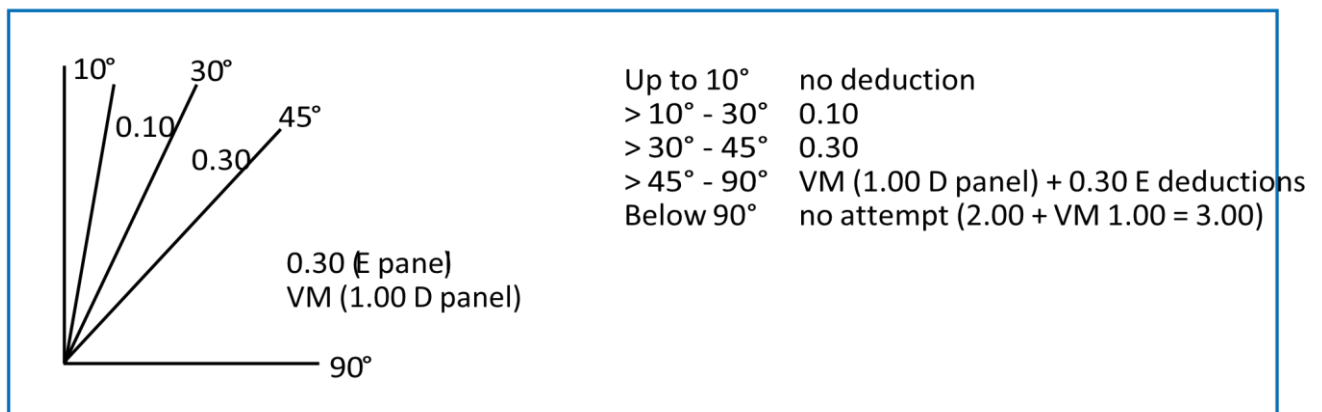 10°
30°
45°
0.10
0.30
0.30 (E panel)
VM (1.00 D panel)
90°
Up to 10° no deduction
> 10° - 30° 0.10
> 30° - 45° 0.30
> 45° - 90° VM (1.00 D panel) + 0.30 E deductions
Below 90° no attempt (2.00 + VM 1.00 = 3.00)